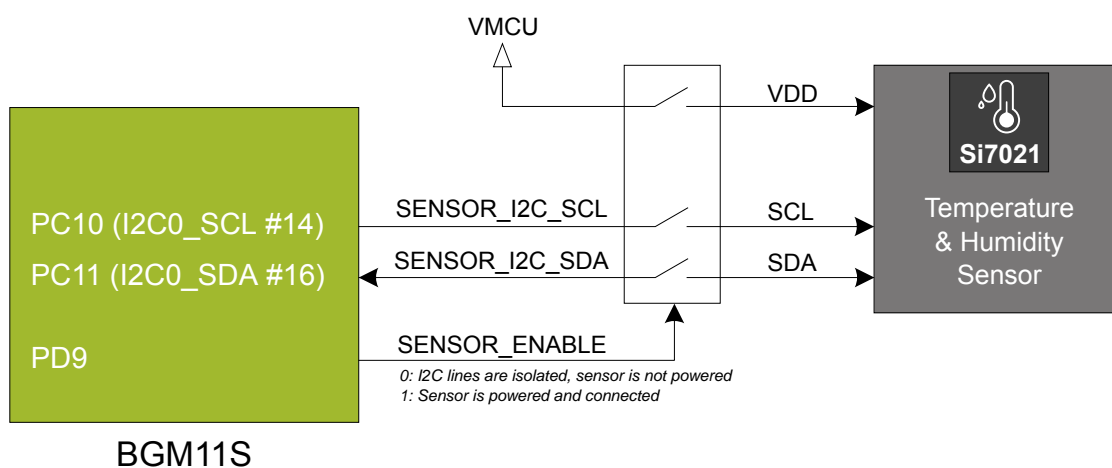 VMCU
VDD
Si7021
PC10 (I2C0_SCL #14)
SENSOR_I2C_SCL
SCL
Temperature
& Humidity
Sensor
PC11 (I2C0_SDA #16)
SENSOR_I2C_SDA
SDA
PD9
SENSOR_ENABLE
0: I2C lines are isolated, sensor is not powered
1: Sensor is powered and connected
BGM11S